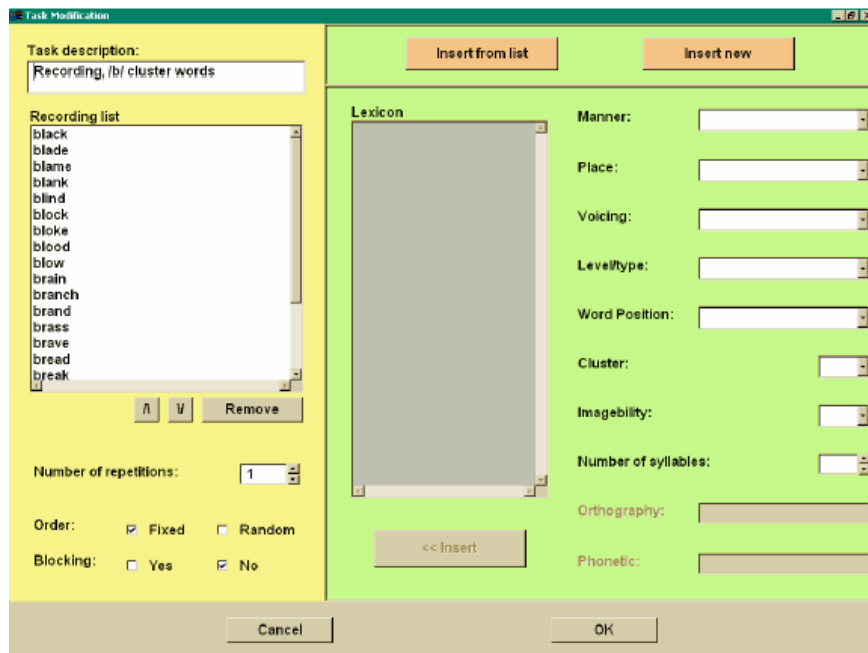 Task Modification
Task description:
Recording, /b/ cluster words
Recording list
black
blade
blame
blank
blind
block
bloke
blood
blow
brain
branch
brand
brass
brave
bread
break
/\ \/ Remove
Number of repetitions: 1
Order: Fixed Random
Blocking: Yes No
Insert from list Insert new
Lexicon
<< Insert
Manner:
Place:
Voicing:
Level/type:
Word Position:
Cluster:
Imagebility:
Number of syllables:
Orthography:
Phonetic:
Cancel OK